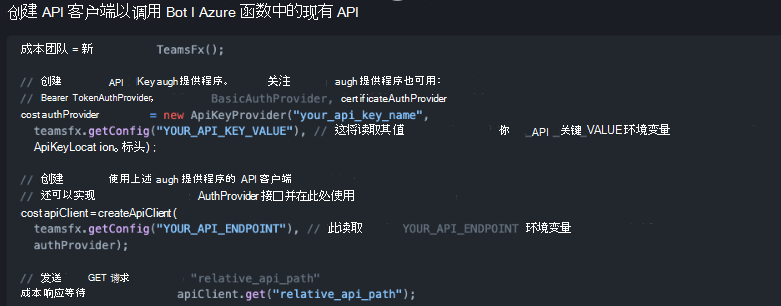 创建 API 客户端以调用 Bot I Azure 函数中的现有 API
成本团队 = 新 TeamsFx();
// 创建 API Key augh 提供程序。 关注 augh 提供程序也可用:
// Bearer TokenAuthProvider, BasicAuthProvider, certificateAuthProvider
cost authProvider = new ApiKeyProvider("your_api_key_name",
teamsfx.getConfig("YOUR_API_KEY_VALUE"), // 这将读取其值 你 _API _关键_VALUE 环境变量
ApiKeyLocat ion。标头) ;
// 创建 使用上述 augh 提供程序的 API 客户端
// 还可以实现 AuthProvider 接口并在此处使用
cost apiClient = createApiClient (
teamsfx.getConfig("YOUR_API_ENDPOINT"), // 此读取 YOUR_API_ENDPOINT 环境变量
authProvider);
// 发送 GET 请求 "relative_api_path"
成本响应等待 apiClient.get("relative_api_path");